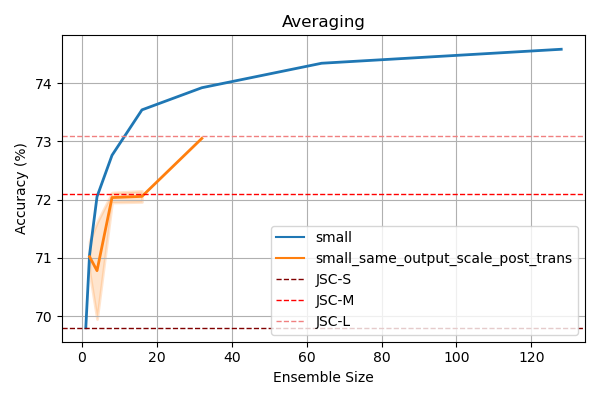 Averaging
Accuracy (%)
74
73
72
71
70
0 20 40 60 80 100 120
Ensemble Size
small
small_same_output_scale_post_trans
JSC-S
JSC-M
JSC-L